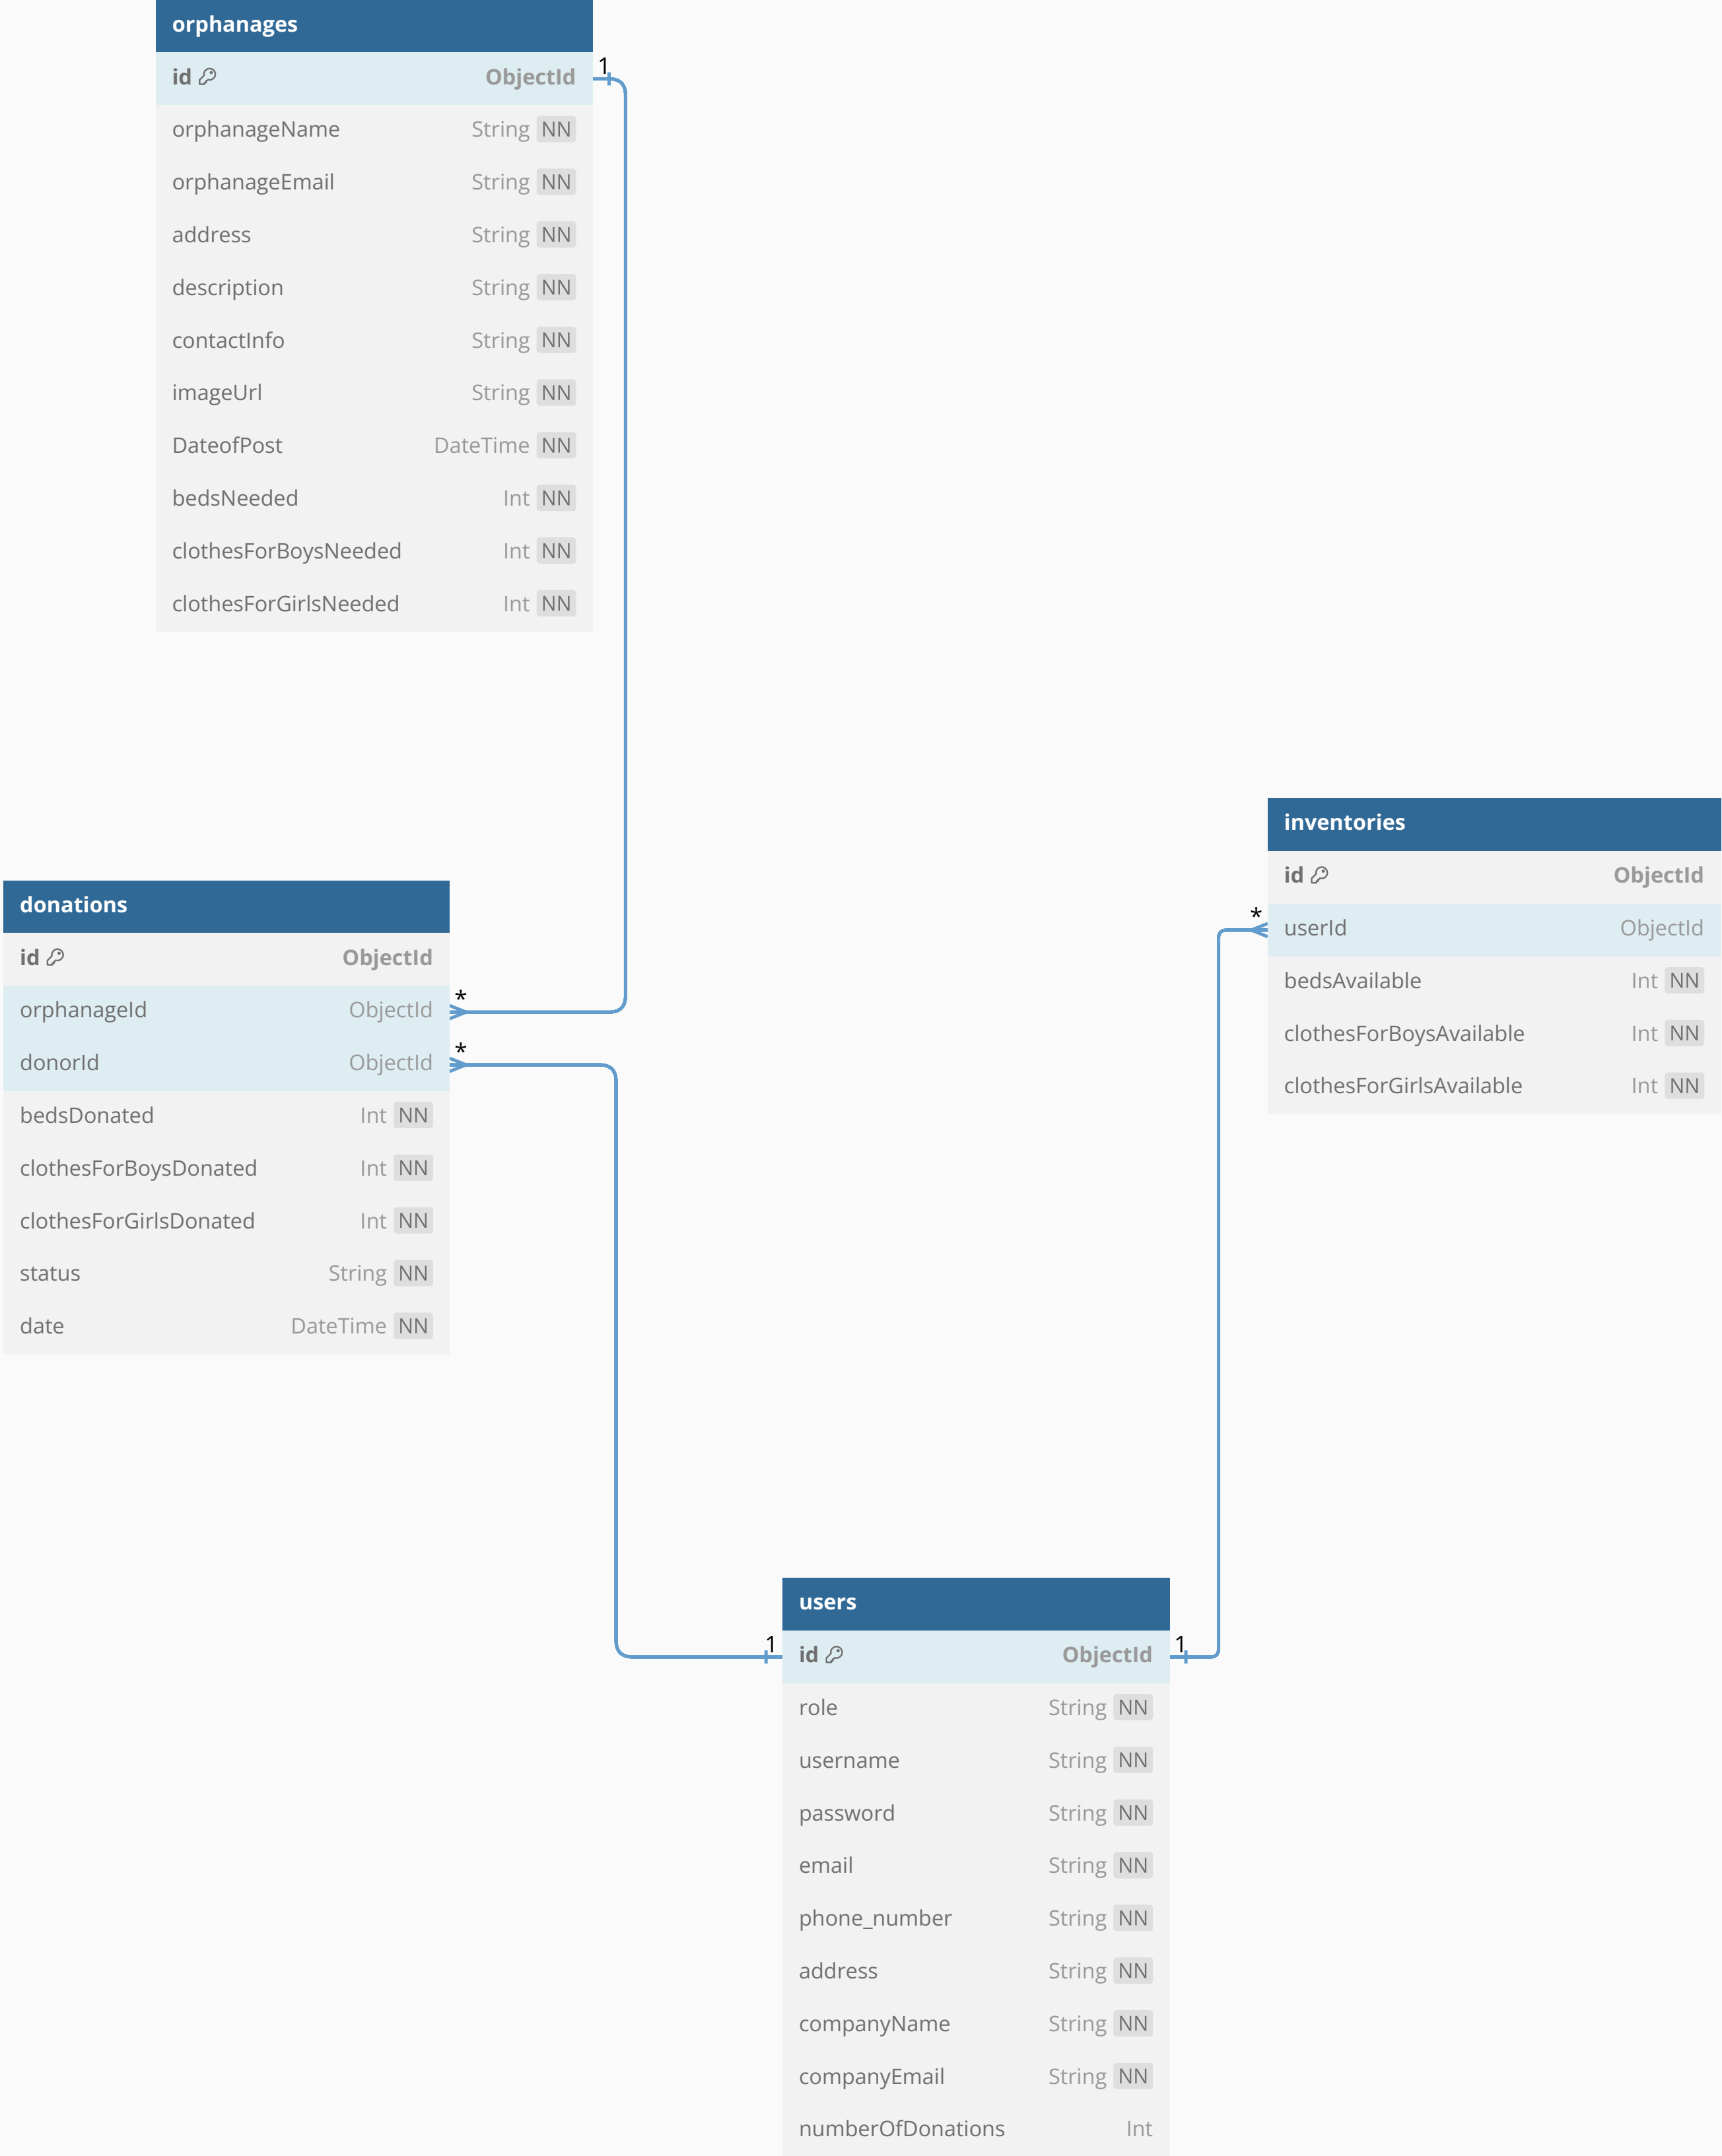 orphanages
id ObjectId
orphanageName String NN
orphanageEmail String NN
address String NN
description String NN
contactInfo String NN
imageUrl String NN
DateofPost DateTime NN
bedsNeeded Int NN
clothesForBoysNeeded Int NN
clothesForGirlsNeeded Int NN
1
donations
id ObjectId
orphanageId ObjectId
*
donorId ObjectId
*
bedsDonated Int NN
clothesForBoysDonated Int NN
clothesForGirlsDonated Int NN
status String NN
date DateTime NN
inventories
id ObjectId
*
userId ObjectId
bedsAvailable Int NN
clothesForBoysAvailable Int NN
clothesForGirlsAvailable Int NN
users
1
id ObjectId
1
role String NN
username String NN
password String NN
email String NN
phone_number String NN
address String NN
companyName String NN
companyEmail String NN
numberOfDonations Int